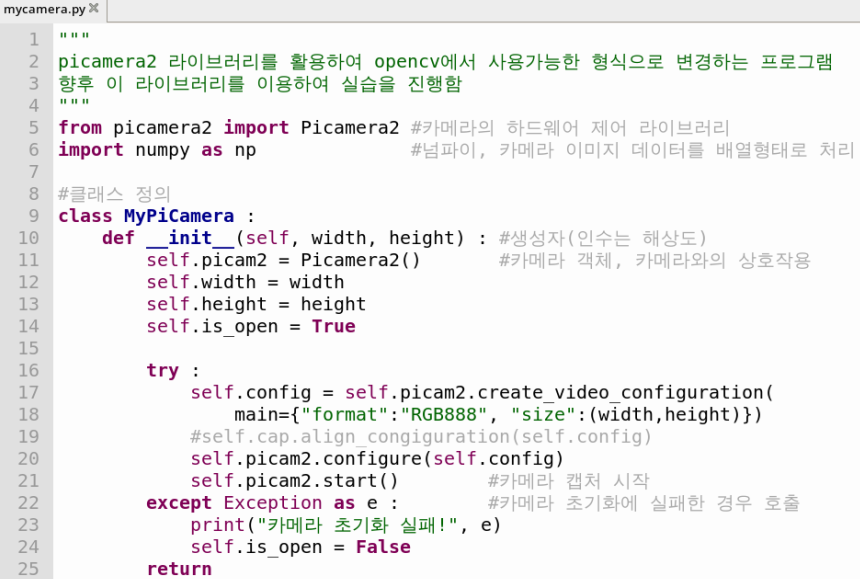 mycamera.py
1 """
2 picamera2 라이브러리를 활용하여 opencv에서 사용가능한 형식으로 변경하는 프로그램
3 향후 이 라이브러리를 이용하여 실습을 진행함
4 """
5 from picamera2 import Picamera2 #카메라의 하드웨어 제어 라이브러리
6 import numpy as np #넘파이, 카메라 이미지 데이터를 배열형태로 처리
7
8 #클래스 정의
9 class MyPiCamera :
10 def __init__(self, width, height) : #생성자(인수는 해상도)
11 self.picam2 = Picamera2() #카메라 객체, 카메라와의 상호작용
12 self.width = width
13 self.height = height
14 self.is_open = True
15
16 try :
17 self.config = self.picam2.create_video_configuration(
18 main={"format":"RGB888", "size":(width,height)})
19 #self.cap.align_congiguration(self.config)
20 self.picam2.configure(self.config)
21 self.picam2.start() #카메라 캡처 시작
22 except Exception as e : #카메라 초기화에 실패한 경우 호출
23 print("카메라 초기화 실패!", e)
24 self.is_open = False
25 return